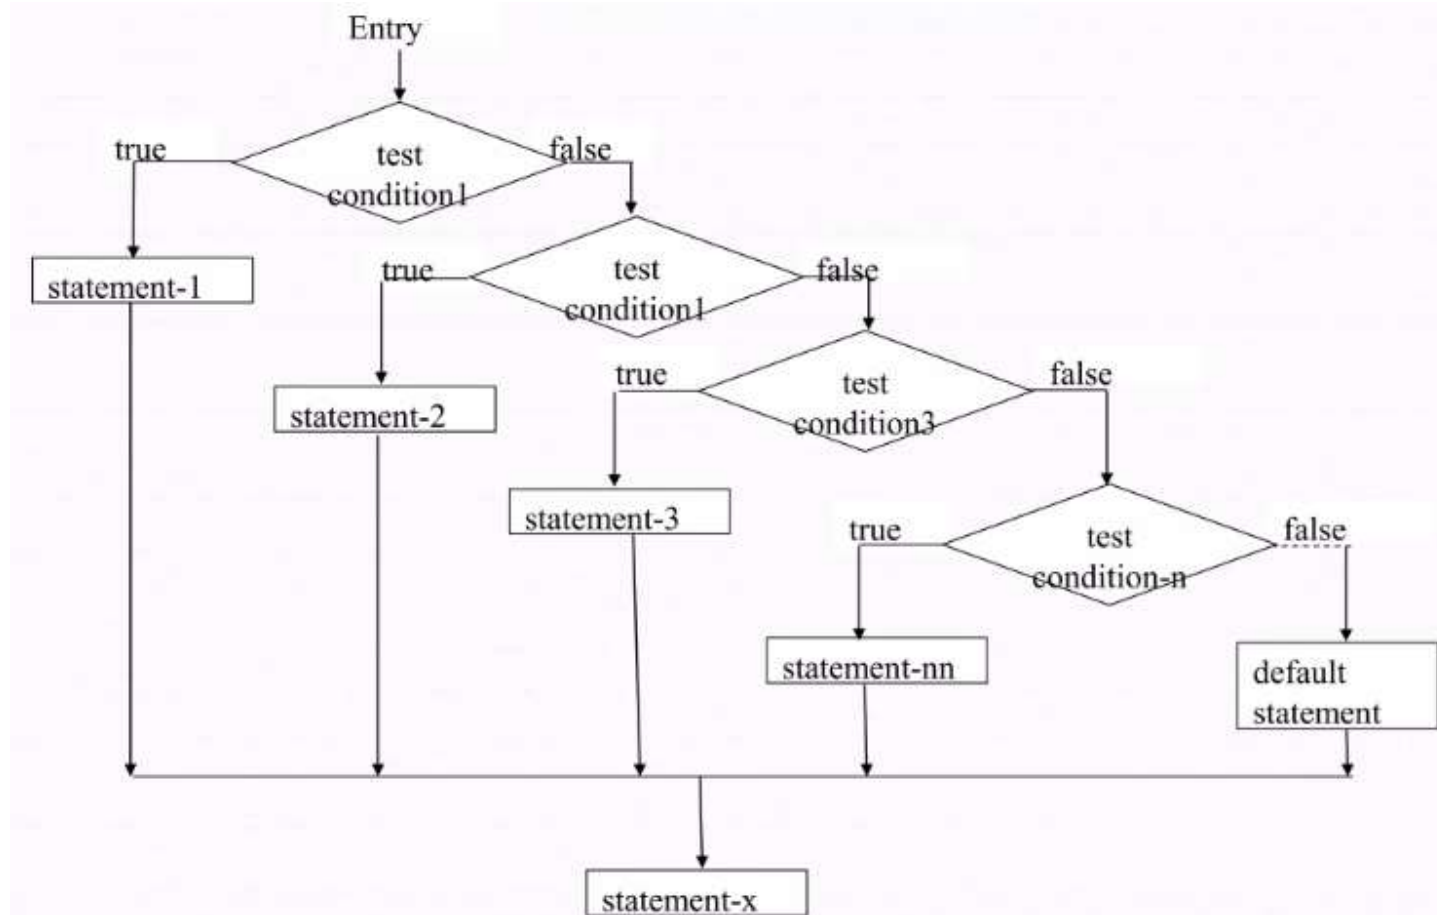 Entry
true
false
test
condition1
statement-1
true
false
test
condition1
statement-2
true
false
test
condition3
statement-3
true
false
test
condition-n
statement-nn
default
statement
statement-x